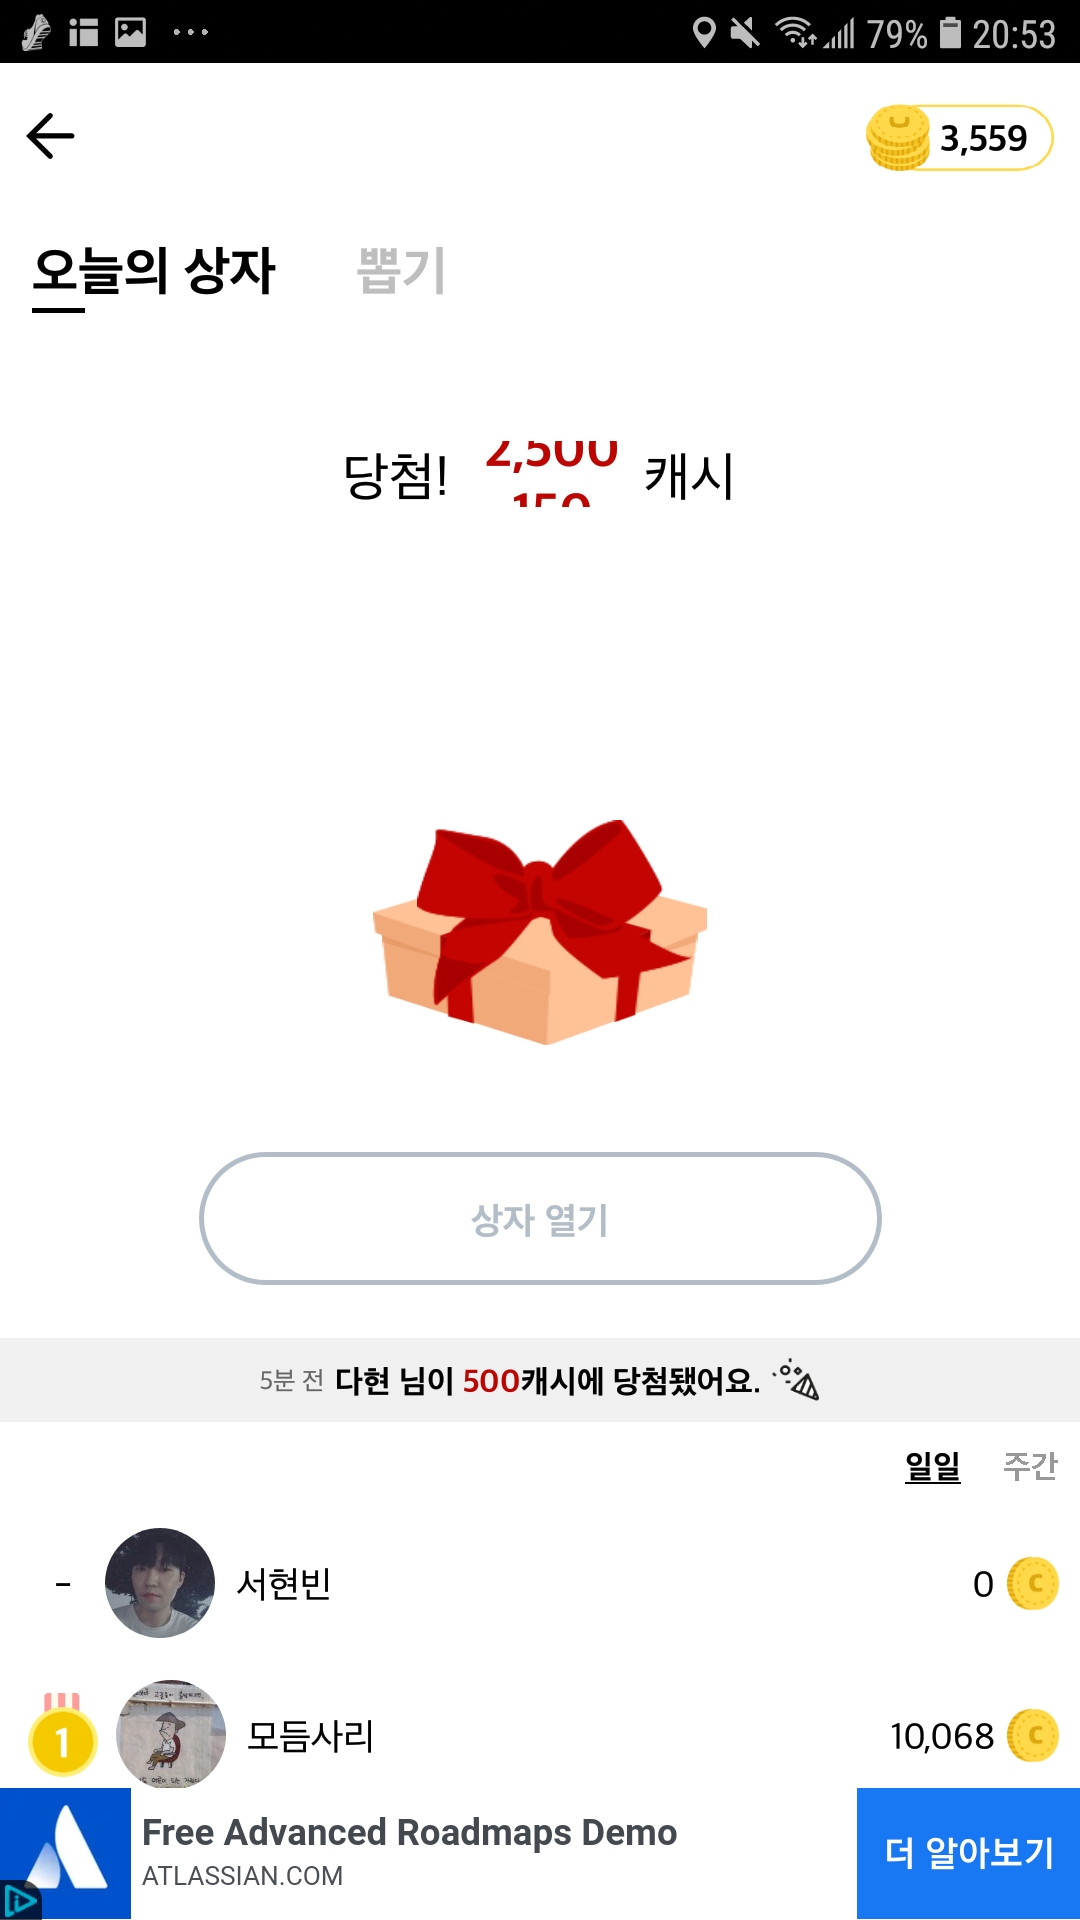 79% 20:53
3,559
오늘의 상자 뽑기
2,500
당첨! 캐시
150
상자 열기
5분 전 다현 님이 500캐시에 당첨됐어요.
일일 주간
- 서현빈 0 C
1 모듬사리 10,068 C
Free Advanced Roadmaps Demo
ATLASSIAN.COM
더 알아보기